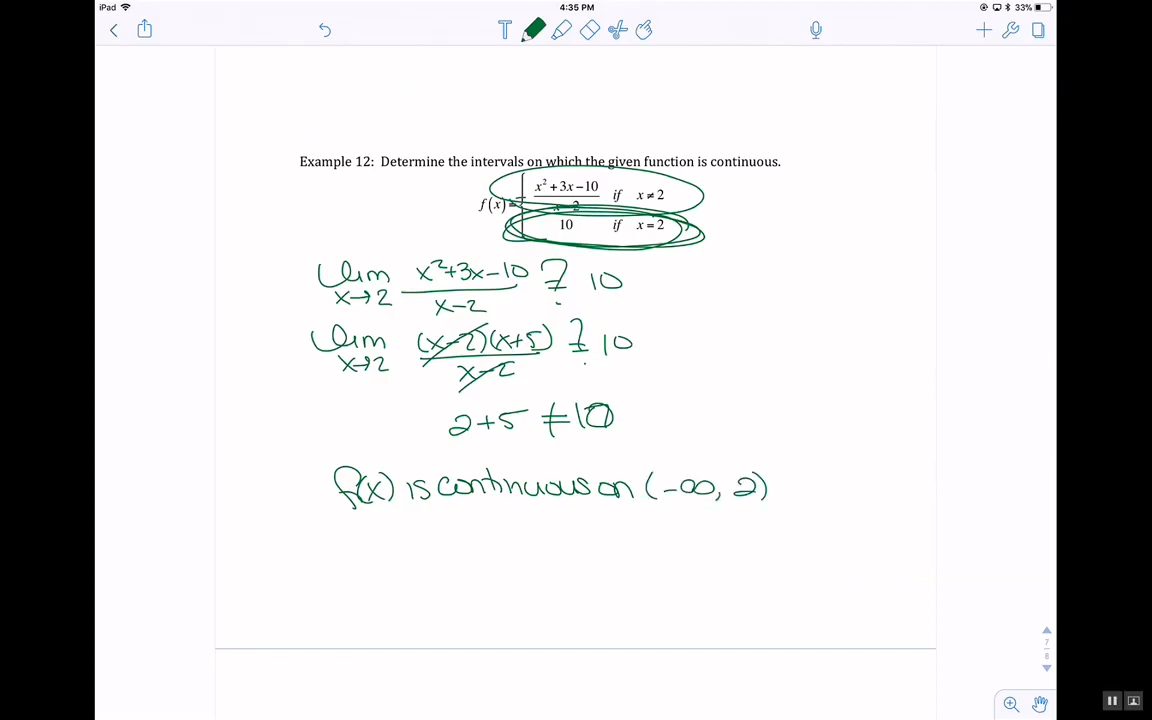 iPad 4:35 PM 33%
T
Example 12: Determine the intervals on which the given function is continuous.
x² + 3x − 10 if x ≠ 2
f(x) =
x − 2
10 if x = 2
lim x²+3x−10 ?= 10
x→2 x−2
lim (x−2)(x+5) ?= 10
x→2 x−2
2+5 ≠ 10
f(x) is continuous on (−∞, 2)
7
8